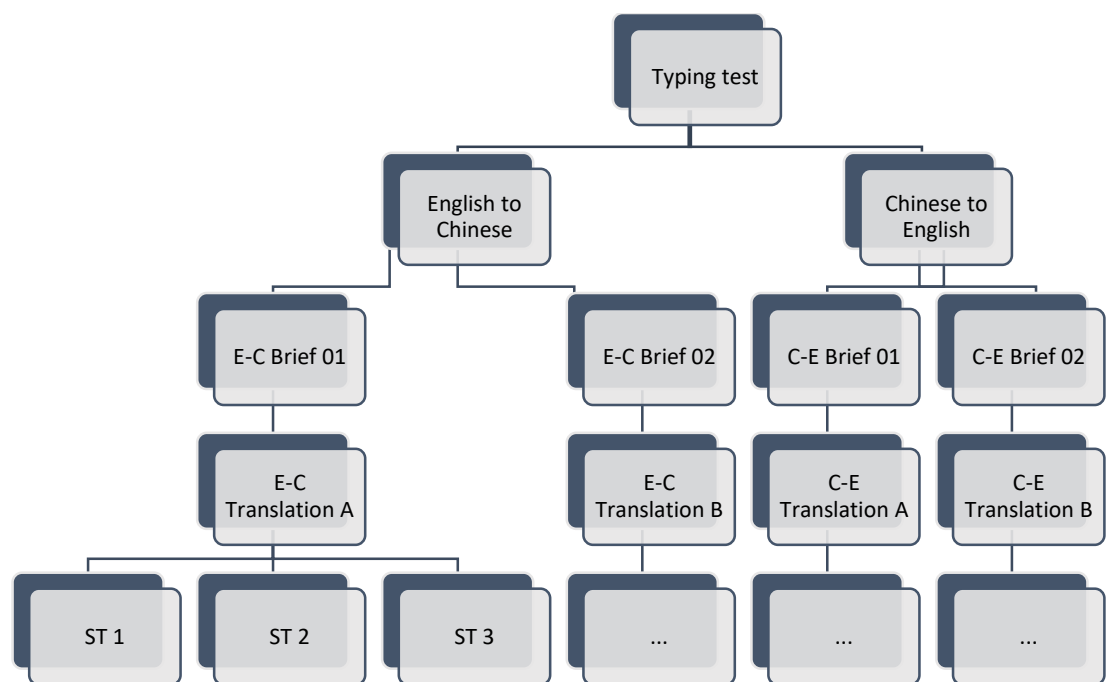 Typing test
English to
Chinese
Chinese to
English
E-C Brief 01
E-C Brief 02
C-E Brief 01
C-E Brief 02
E-C
Translation A
E-C
Translation B
C-E
Translation A
C-E
Translation B
ST 1
ST 2
ST 3
...
...
...